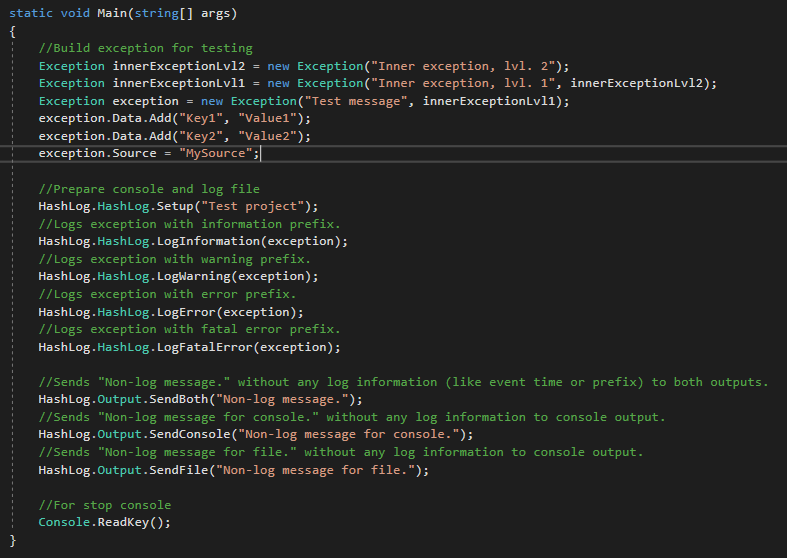 static void Main(string[] args)
{
//Build exception for testing
Exception innerExceptionLvl2 = new Exception("Inner exception, lvl. 2");
Exception innerExceptionLvl1 = new Exception("Inner exception, lvl. 1", innerExceptionLvl2);
Exception exception = new Exception("Test message", innerExceptionLvl1);
exception.Data.Add("Key1", "Value1");
exception.Data.Add("Key2", "Value2");
exception.Source = "MySource";
//Prepare console and log file
HashLog.HashLog.Setup("Test project");
//Logs exception with information prefix.
HashLog.HashLog.LogInformation(exception);
//Logs exception with warning prefix.
HashLog.HashLog.LogWarning(exception);
//Logs exception with error prefix.
HashLog.HashLog.LogError(exception);
//Logs exception with fatal error prefix.
HashLog.HashLog.LogFatalError(exception);
//Sends "Non-log message." without any log information (like event time or prefix) to both outputs.
HashLog.Output.SendBoth("Non-log message.");
//Sends "Non-log message for console." without any log information to console output.
HashLog.Output.SendConsole("Non-log message for console.");
//Sends "Non-log message for file." without any log information to console output.
HashLog.Output.SendFile("Non-log message for file.");
//For stop console
Console.ReadKey();
}